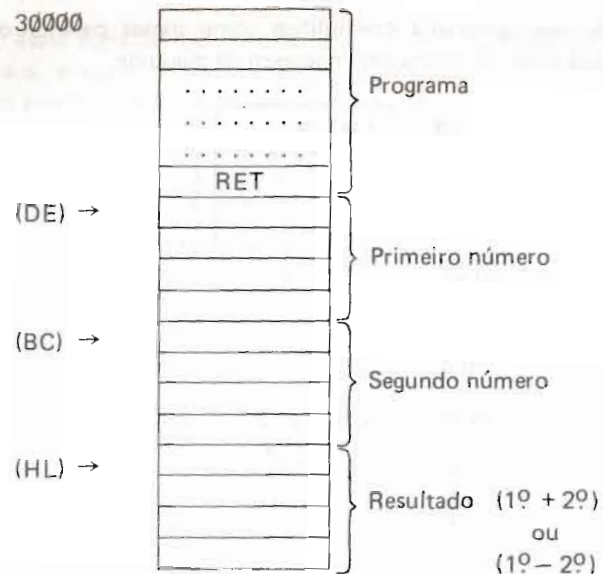 30000
Programa
. . . . . . . .
. . . . . . . .
. . . . . . . .
RET
(DE) →
Primeiro número
(BC) →
Segundo número
(HL) →
Resultado (1º + 2º)
ou
(1º – 2º)